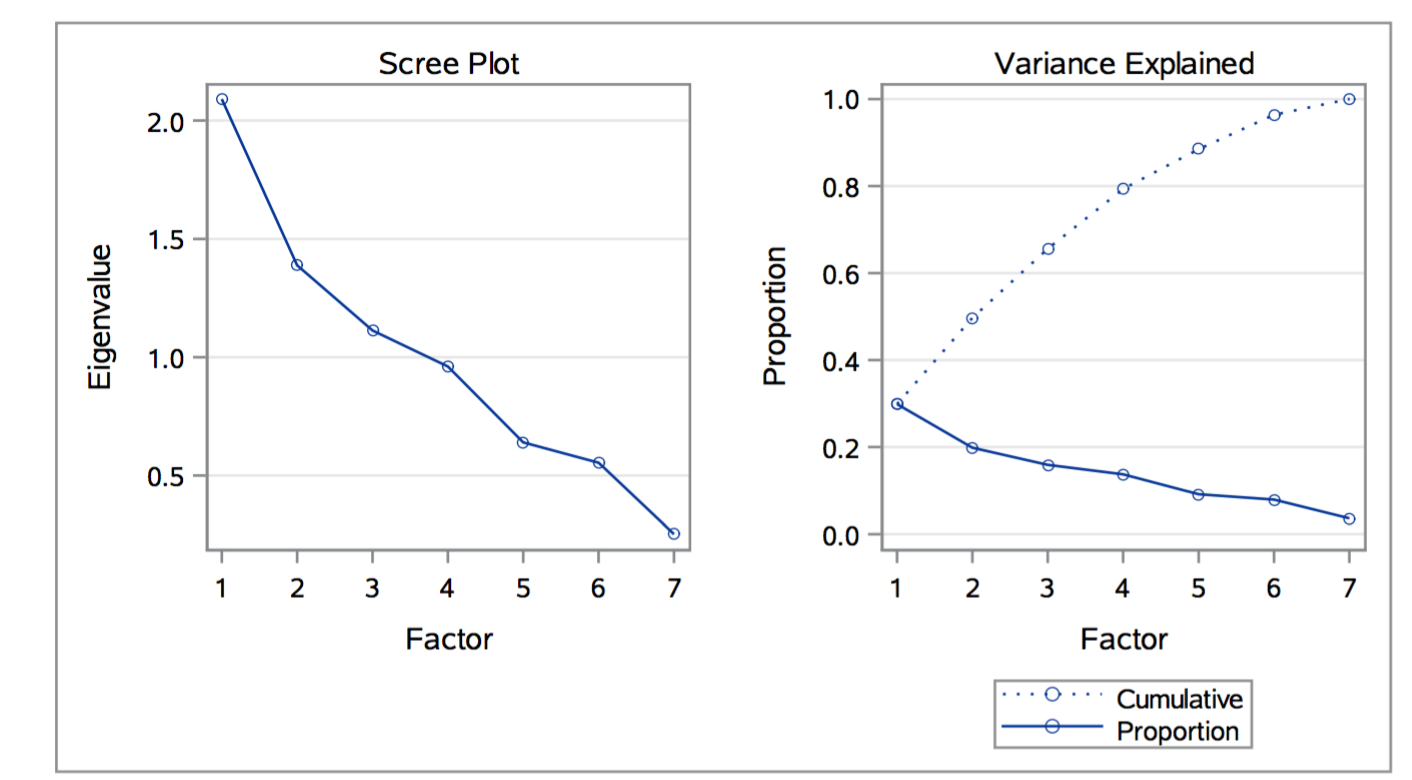 Scree Plot
Eigenvalue
2.0
1.5
1.0
0.5
1 2 3 4 5 6 7
Factor
Variance Explained
Proportion
1.0
0.8
0.6
0.4
0.2
0.0
1 2 3 4 5 6 7
Factor
Cumulative
Proportion